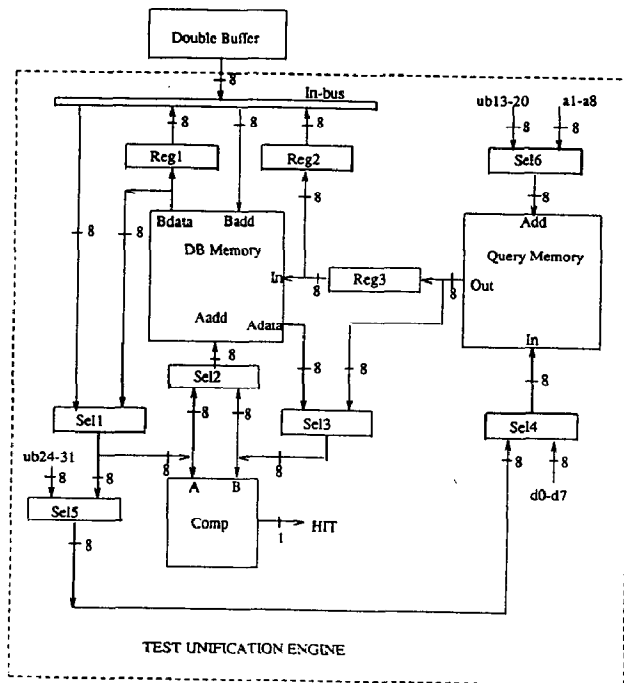 Double Buffer
8
In-bus
ub13-20
a1-a8
8
8
8
8
8
8
Reg1
Reg2
Sel6
8
8
8
8
Bdata
Badd
DB Memory
Add
Query Memory
In
8
Reg3
8
Out
Aadd
Adata
In
8
Sel2
8
8
8
Sel1
8
8
Sel3
Sel4
ub24-31
8
8
8
8
8
8
A
B
d0-d7
Sel5
Comp
1
HIT
8
TEST UNIFICATION ENGINE